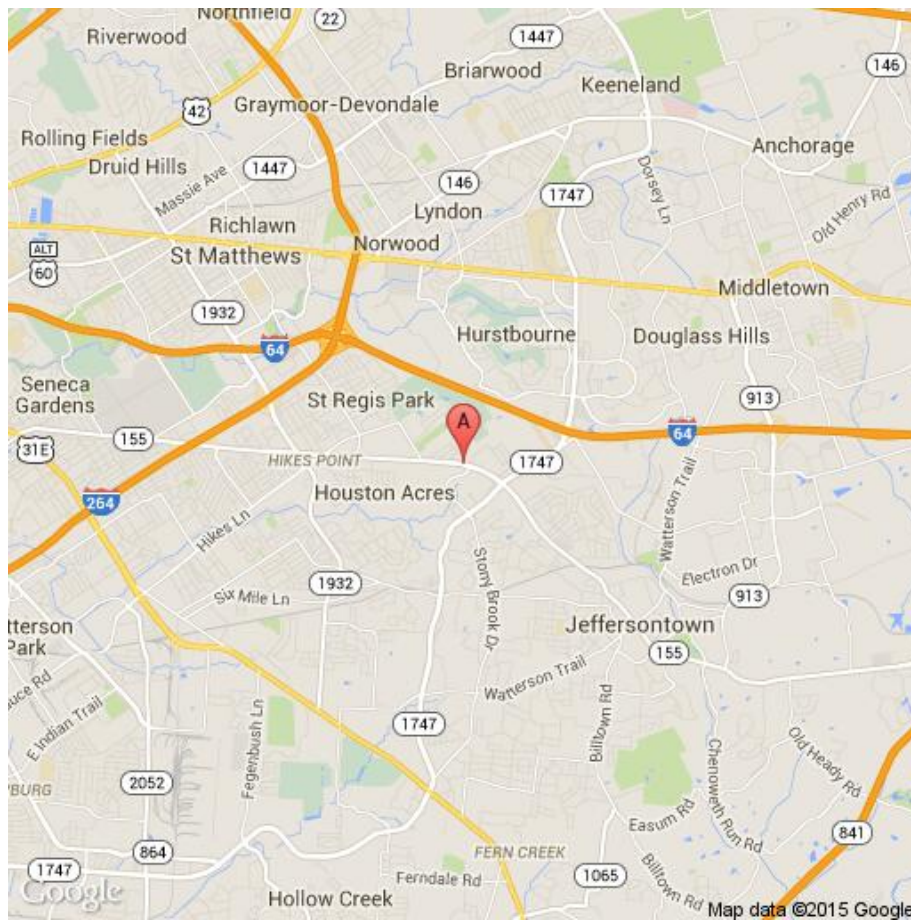 Northfield
22
Riverwood
1447
146
Briarwood
Keeneland
42
Graymoor-Devondale
Rolling Fields
Anchorage
Druid Hills
1447
Massie Ave
146
1747
Dorsey Ln
Old Henry Rd
Lyndon
Richlawn
Norwood
ALT
60
St Matthews
Middletown
1932
Hurstbourne
Douglass Hills
64
Seneca
Gardens
St Regis Park
913
A
155
31E
64
HIKES POINT
1747
Houston Acres
264
Watterson Trail
Hikes Ln
Stony Brook Dr
1932
Electron Dr
Six Mile Ln
913
tterson
Park
Jeffersontown
155
uce Rd
Watterson Trail
E Indian Trail
Fegenbush Ln
1747
Billtown Rd
Chenoweth Run Rd
Old Heady Rd
2052
BURG
Easum Rd
841
864
FERN CREEK
1747
1065
Ferndale Rd
Billtown Rd
Google
Hollow Creek
Map data ©2015 Google